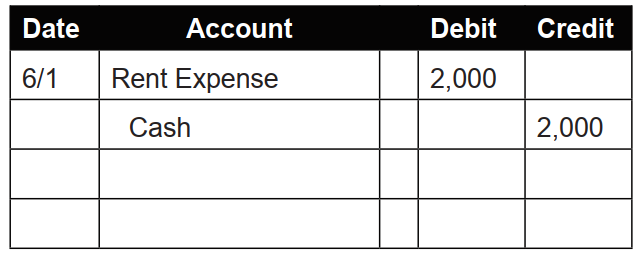 Date Account Debit Credit
6/1 Rent Expense 2,000
Cash 2,000